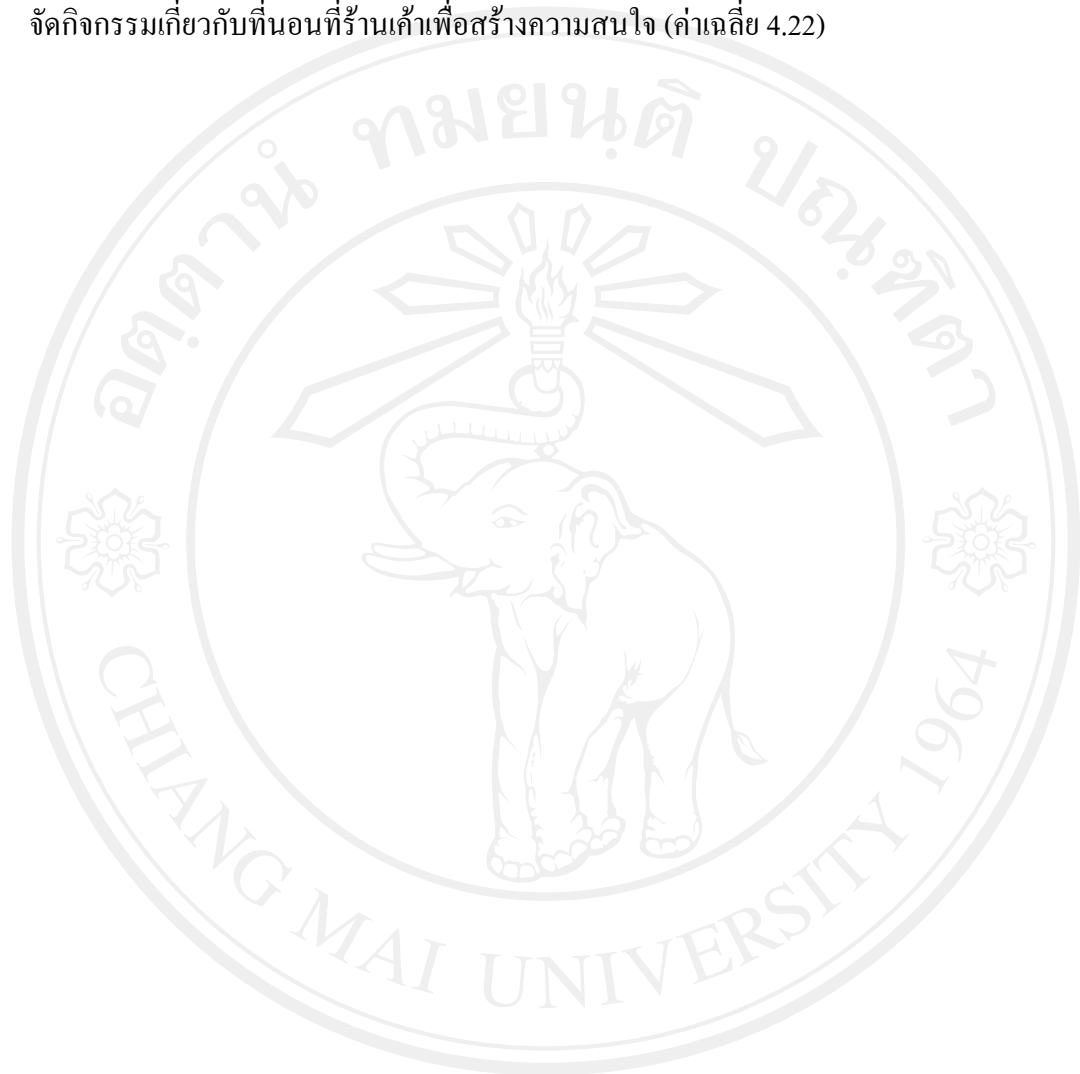 จัดกิจกรรมเกี่ยวกับที่นอนที่ร้านเค้าเพื่อสร้างความสนใจ (ค่าเฉลี่ย 4.22)
อตฺตานํ ทมยนฺติ ปณฺฑิตา
CHIANG MAI UNIVERSITY 1964